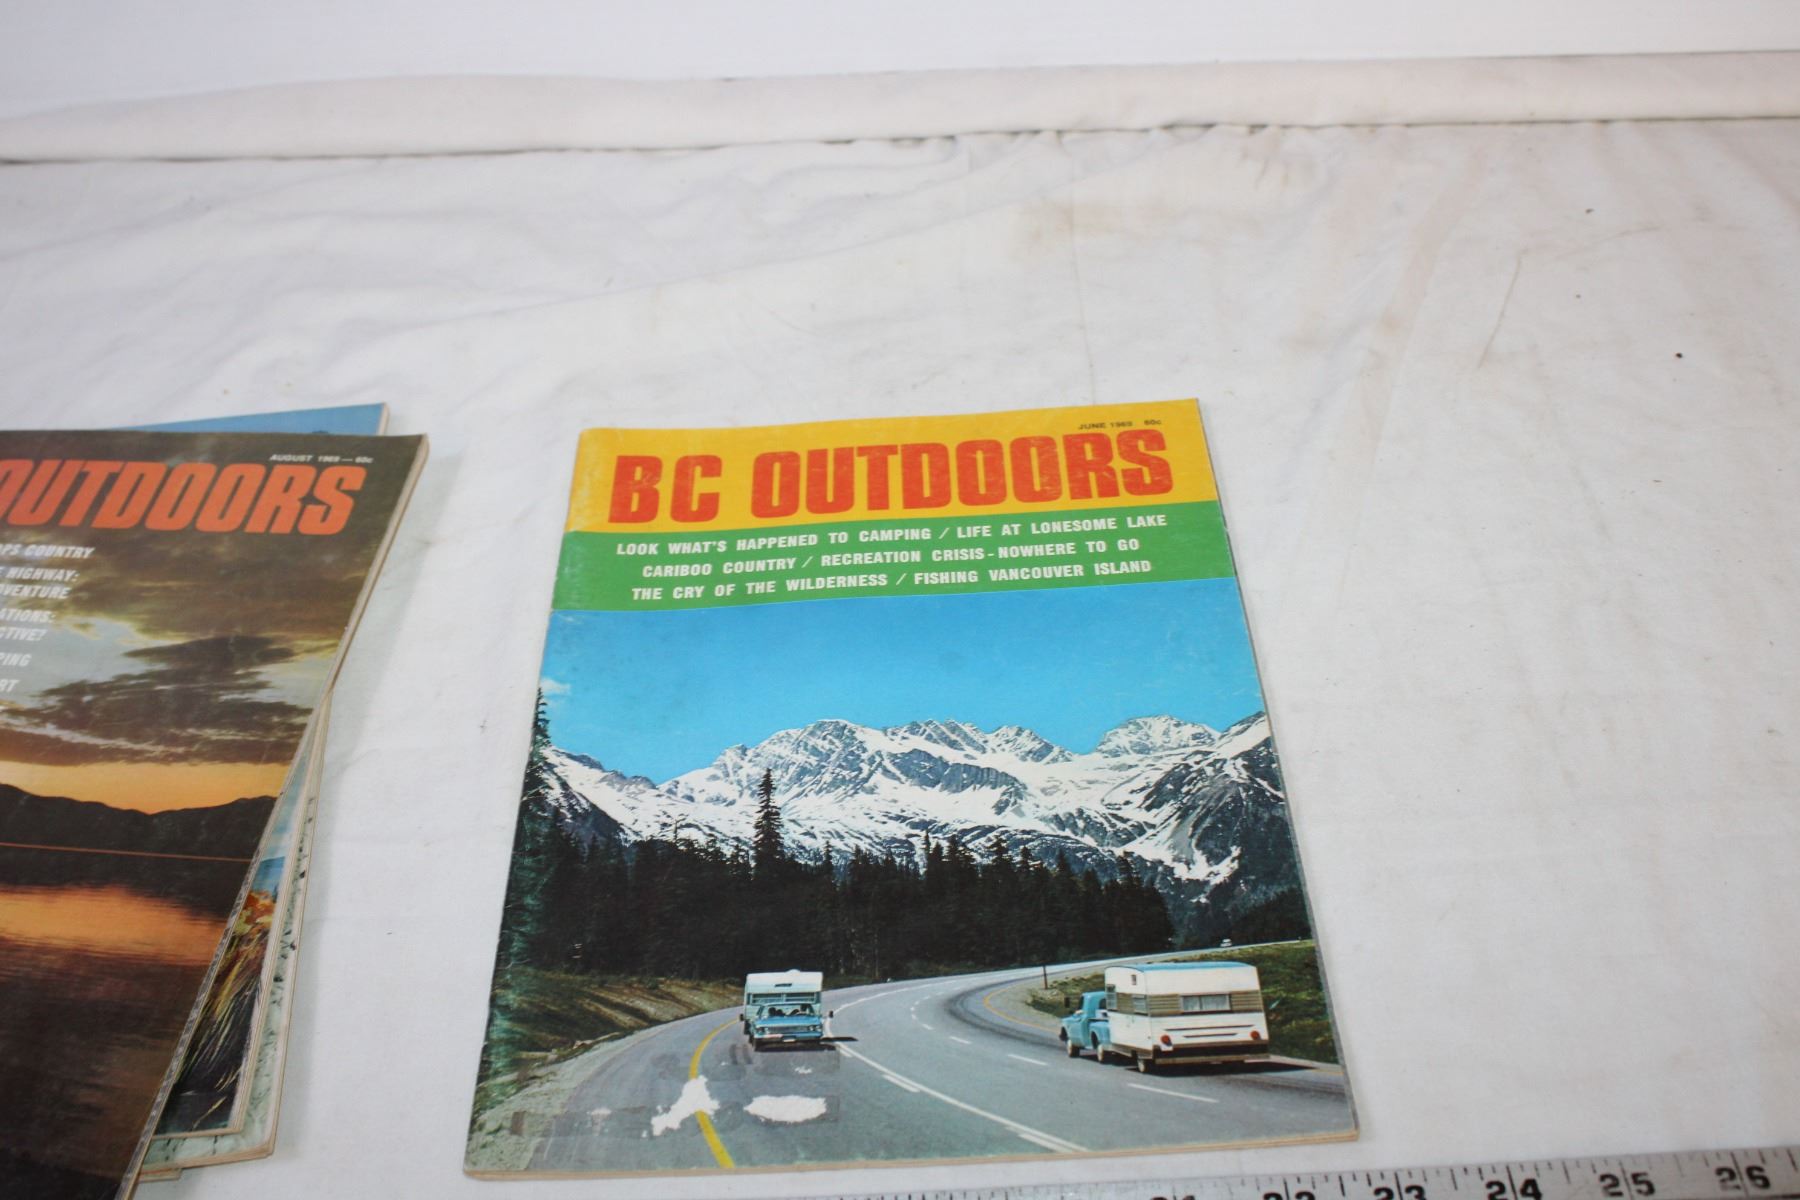 AUGUST 1969 — 60c
OUTDOORS
COUNTRY
HIGHWAY:
JUNE 1969 60c
BC OUTDOORS
LOOK WHAT'S HAPPENED TO CAMPING / LIFE AT LONESOME LAKE
CARIBOO COUNTRY / RECREATION CRISIS - NOWHERE TO GO
THE CRY OF THE WILDERNESS / FISHING VANCOUVER ISLAND
22 23 24 25 26